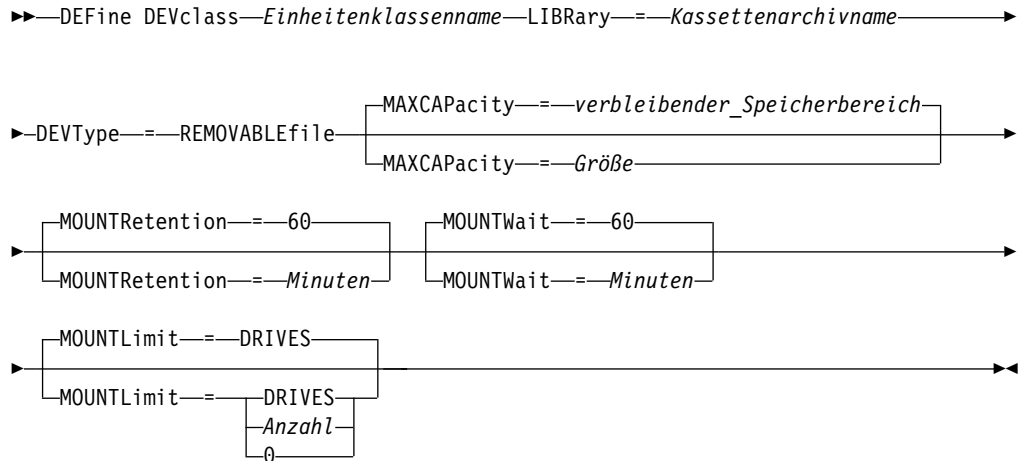 DEFine DEVclass Einheitenklassenname LIBRary = Kassettenarchivname
MAXCAPacity = verbleibender_Speicherbereich
DEVType = REMOVABLEfile
MAXCAPacity = Größe
MOUNTRetention = 60 MOUNTWait = 60
MOUNTRetention = Minuten MOUNTWait = Minuten
MOUNTLimit = DRIVES
MOUNTLimit = DRIVES
Anzahl
0